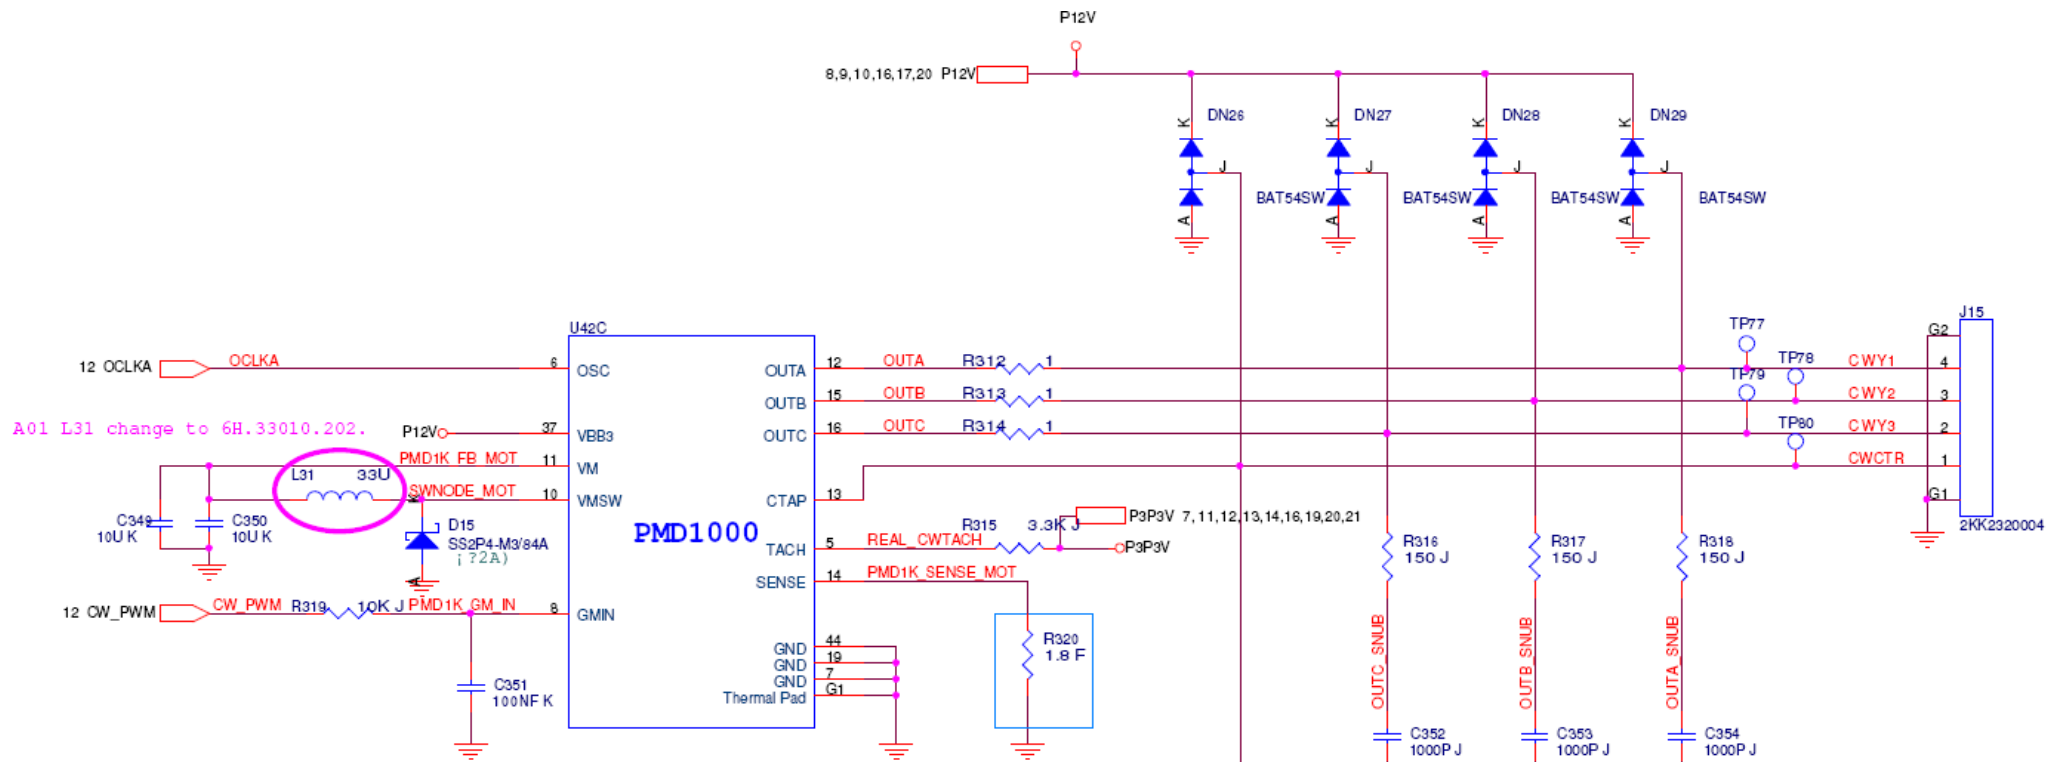 P12V
8,9,10,16,17,20 P12V
K DN26 K DN27 K DN28 K DN29
J J J J
BAT54SW BAT54SW BAT54SW BAT54SW
A A A A
U42C
J15
TP77
G2
12 OCLKA OCLKA 6 OSC OUTA 12 OUTA R312 1 TP78 CWY1 4
TP79
OUTB 15 OUTB R313 1 CWY2 3
A01 L31 change to 6H.33010.202.
P12V 37 VBB3 OUTC 16 OUTC R314 1 TP80 CWY3 2
PMD1K_FB_MOT 11 VM CWCTR 1
L31 33U
SWNODE_MOT 10 VMSW CTAP 13 G1
K
C349 10U K
C350 10U K
D15
SS2P4-M3/84A
¡?2A)
A
PMD1000
2KK2320004
R315 3.3K J P3P3V 7,11,12,13,14,16,19,20,21
TACH 5 REAL_CWTACH P3P3V
R316 150 J
R317 150 J
R318 150 J
SENSE 14 PMD1K_SENSE_MOT
12 CW_PWM CW_PWM R319 10K J PMD1K_GM_IN 8 GMIN
R320 1.8 F
GND 44
GND 19
GND 7
Thermal Pad G1
C351
100NF K
OUTC_SNUB
OUTB_SNUB
OUTA_SNUB
C352 1000P J
C353 1000P J
C354 1000P J